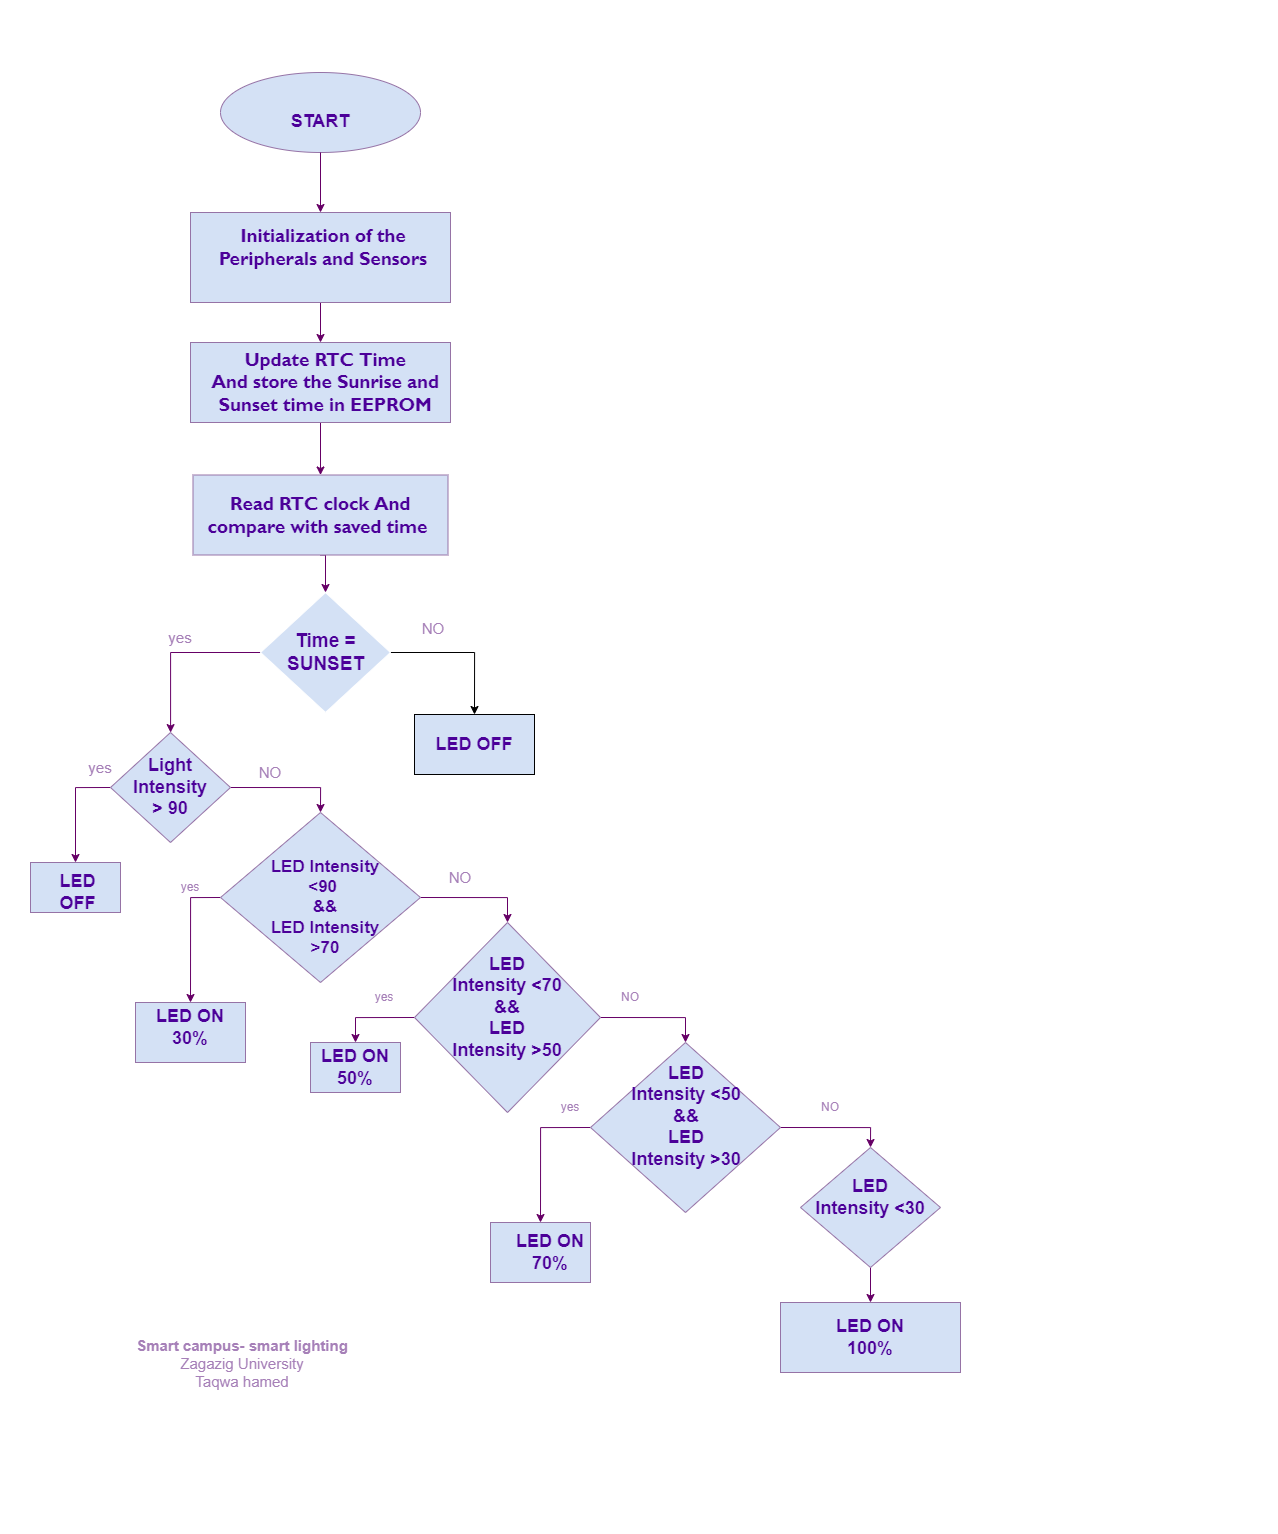 START
Initialization of the
Peripherals and Sensors
Update RTC Time
And store the Sunrise and
Sunset time in EEPROM
Read RTC clock And
compare with saved time
Time =
SUNSET
yes
NO
LED OFF
Light
Intensity
> 90
yes
NO
LED
OFF
LED Intensity
<90
&&
LED Intensity
>70
yes
NO
LED ON
30%
LED
Intensity <70
&&
LED
Intensity >50
yes
NO
LED ON
50%
LED
Intensity <50
&&
LED
Intensity >30
yes
NO
LED ON
70%
LED
Intensity <30
LED ON
100%
Smart campus- smart lighting
Zagazig University
Taqwa hamed